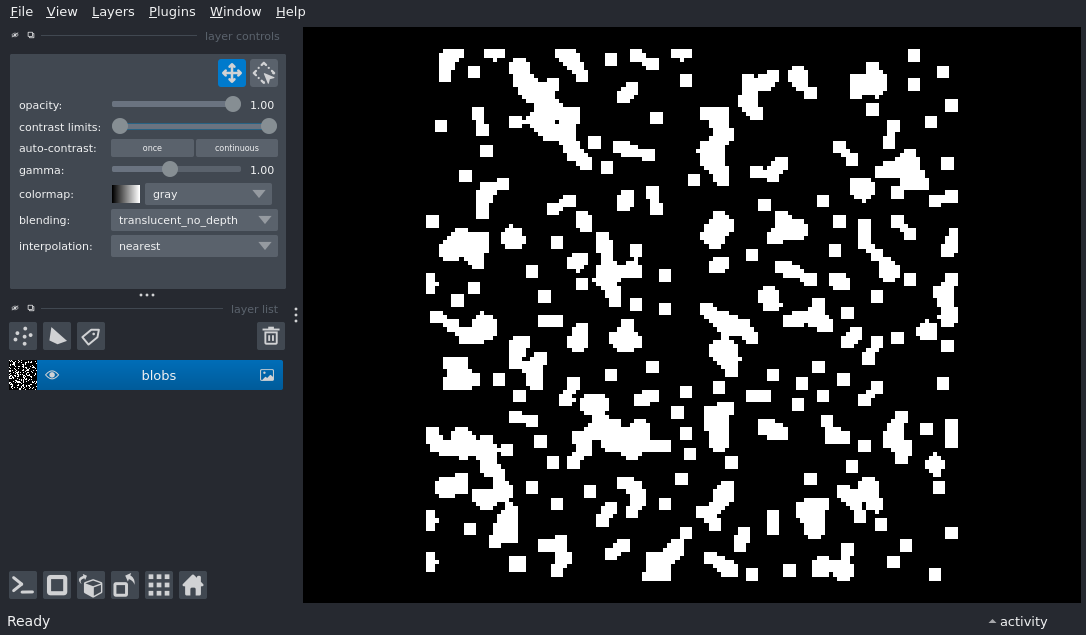 File View Layers Plugins Window Help
layer controls
opacity: 1.00
contrast limits:
auto-contrast: once continuous
gamma: 1.00
colormap: gray
blending: translucent_no_depth
interpolation: nearest
layer list
blobs
Ready
activity